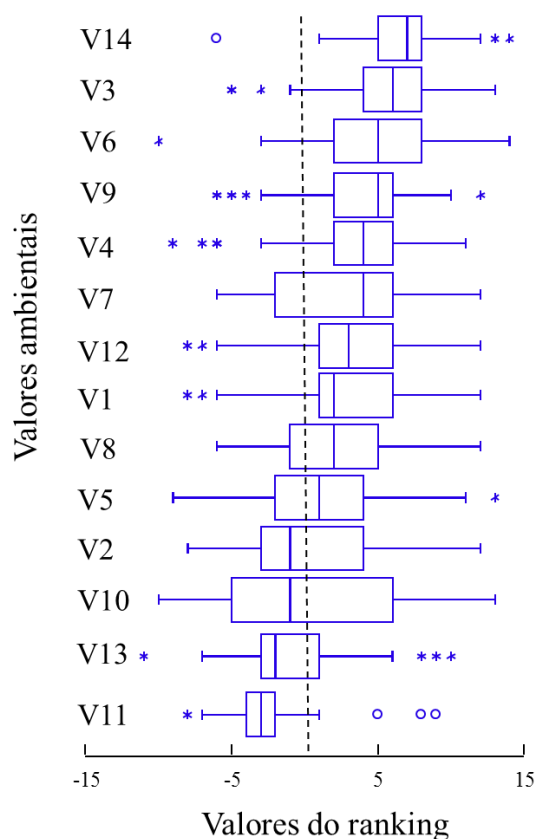 V14
V3
V6
V9
V4
V7
V12
V1
V8
V5
V2
V10
V13
V11
Valores ambientais
-15 -5 5 15
Valores do ranking